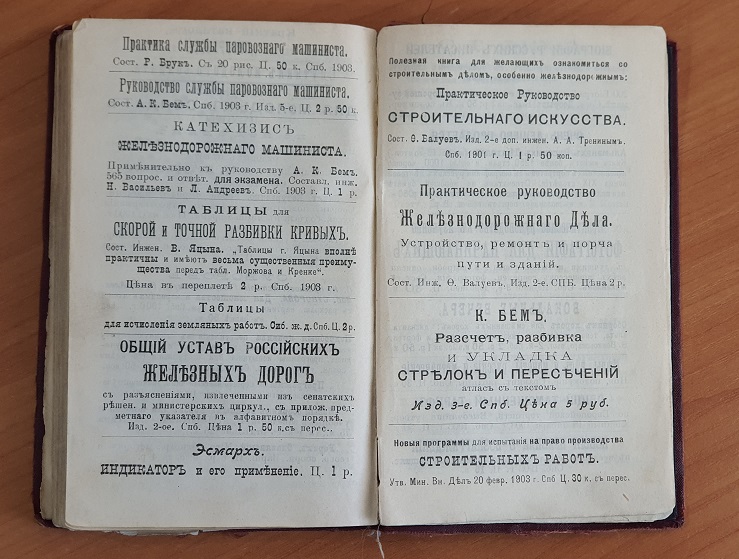 Практика службы паровознаго машиниста.
Сост. Г. Брукъ. Съ 20 рис. Ц. 50 к. Спб. 1903.
Руководство службы паровознаго машиниста.
Сост. А. К. Бемъ. Спб. 1903 г. Изд. 5-е. Ц. 2 р. 50 к.
КАТЕХИЗИСЪ
ЖЕЛѢЗНОДОРОЖНАГО МАШИНИСТА.
Примѣнительно къ руководству А. К. Бемъ.
565 вопрос. и отвѣт. для экзамена. Составл. инж.
Н. Васильевъ и Л. Андреевъ. Спб. 1903 г. Ц. 1 р.
ТАБЛИЦЫ для
СКОРОЙ и ТОЧНОЙ РАЗБИВКИ КРИВЫХЪ.
Сост. Инжен. В. Яцына. „Таблицы г. Яцына вполнѣ
практичны и имѣютъ весьма существенныя преиму-
щества передъ табл. Моржова и Кренке“.
Цѣна въ переплетѣ 2 р. Спб. 1903 г.
Таблицы
для исчисленія земляныхъ работъ. Сиб. ж. д. Спб. Ц. 2 р.
ОБЩІЙ УСТАВЪ РОССІЙСКИХЪ
ЖЕЛѢЗНЫХЪ ДОРОГЪ
съ разъясненіями, извлеченными изъ сенатскихъ
рѣшен. и министерскихъ циркул., съ прилож. пред-
метнаго указателя въ алфавитномъ порядкѣ.
Изд. 2-ое. Спб. Цѣна 1 р. 50 к. съ перес.
Эсмархъ.
ИНДИКАТОРЪ и его примѣненіе. Ц. 1 р.
Полезная книга для желающихъ ознакомиться со
строительнымъ дѣломъ, особенно желѣзнодорожнымъ:
Практическое Руководство
СТРОИТЕЛЬНАГО ИСКУССТВА.
Сост. Ѳ. Валуевъ. Изд. 2-е доп. инжен. А. А. Тренинымъ.
Спб. 1901 г. Ц. 1 р. 50 коп.
Практическое руководство
Желѣзнодорожнаго Дѣла.
Устройство, ремонтъ и порча
пути и зданій.
Сост. Инж. Ѳ. Валуевъ. Изд. 2-е. СПБ. Цѣна 2 р.
К. БЕМЪ.
Разсчетъ, разбивка
И УКЛАДКА
СТРѢЛОКЪ И ПЕРЕСѢЧЕНІЙ
атласъ съ текстомъ
Изд. 3-е. Спб. Цѣна 5 руб.
Новыя программы для испытанія на право производства
СТРОИТЕЛЬНЫХЪ РАБОТЪ.
Утв. Мин. Вн. Дѣлъ 20 февр. 1903 г. Спб Ц. 30 к. съ перес.